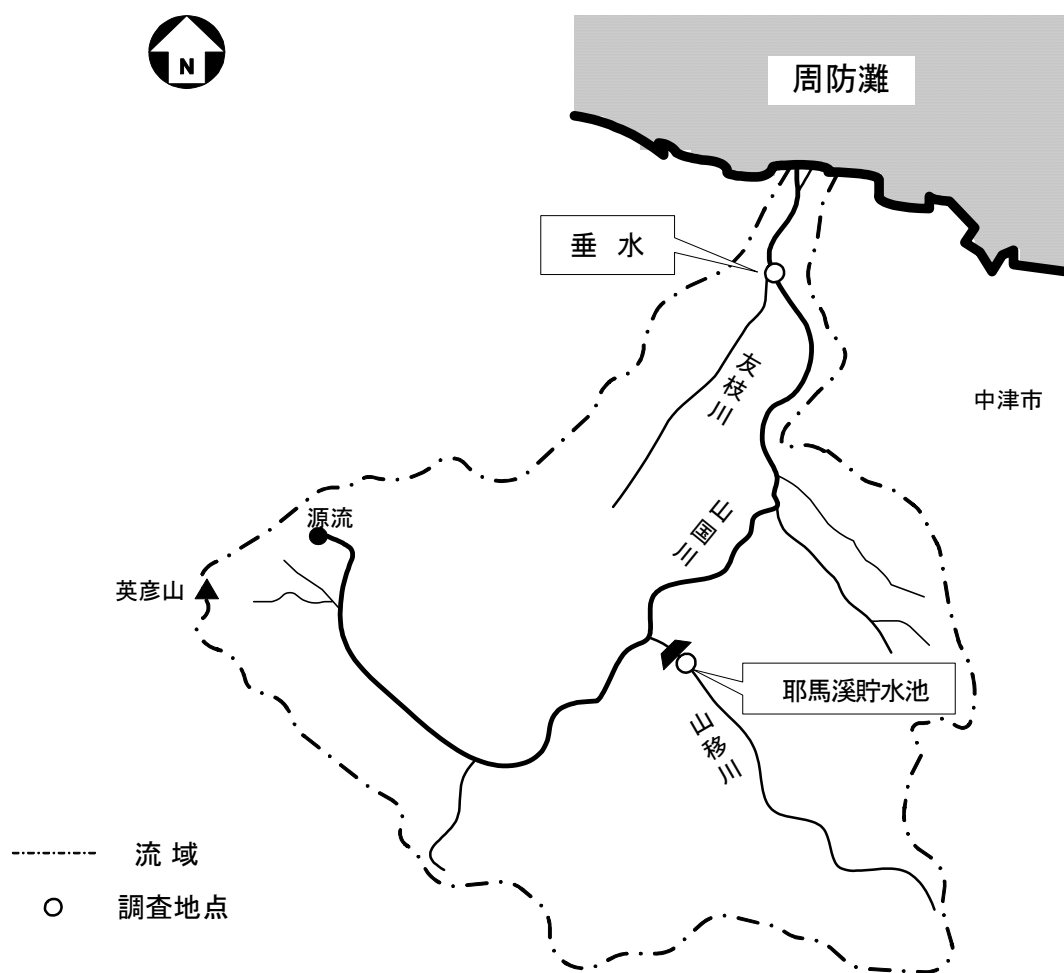 N
周防灘
垂 水
友枝川
中津市
山国川
源流
英彦山
耶馬溪貯水池
山移川
流 域
調査地点